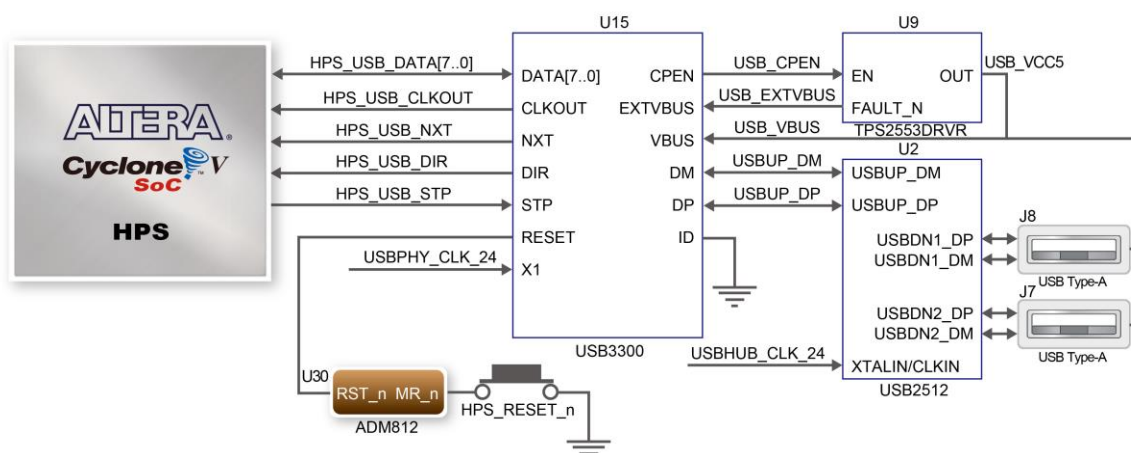 U15
U9
HPS_USB_DATA[7..0]
DATA[7..0]
CPEN
USB_CPEN
EN
OUT
USB_VCC5
HPS_USB_CLKOUT
CLKOUT
EXTVBUS
USB_EXTVBUS
FAULT_N
ALTERA®
HPS_USB_NXT
NXT
VBUS
USB_VBUS
TPS2553DRVR
U2
Cyclone™ V
SoC
HPS_USB_DIR
DIR
DM
USBUP_DM
USBUP_DM
HPS_USB_STP
STP
DP
USBUP_DP
USBUP_DP
HPS
RESET
ID
USBDN1_DP
USBDN1_DM
J8
USB Type-A
USBPHY_CLK_24
X1
J7
USBDN2_DP
USBDN2_DM
USB Type-A
USB3300
USBHUB_CLK_24
XTALIN/CLKIN
USB2512
U30
RST_n MR_n
HPS_RESET_n
ADM812